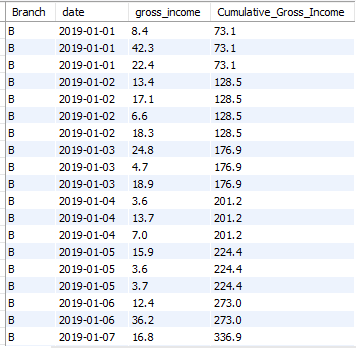 Branch date gross_income Cumulative_Gross_Income
B 2019-01-01 8.4 73.1
B 2019-01-01 42.3 73.1
B 2019-01-01 22.4 73.1
B 2019-01-02 13.4 128.5
B 2019-01-02 17.1 128.5
B 2019-01-02 6.6 128.5
B 2019-01-02 18.3 128.5
B 2019-01-03 24.8 176.9
B 2019-01-03 4.7 176.9
B 2019-01-03 18.9 176.9
B 2019-01-04 3.6 201.2
B 2019-01-04 13.7 201.2
B 2019-01-04 7.0 201.2
B 2019-01-05 15.9 224.4
B 2019-01-05 3.6 224.4
B 2019-01-05 3.7 224.4
B 2019-01-06 12.4 273.0
B 2019-01-06 36.2 273.0
B 2019-01-07 16.8 336.9